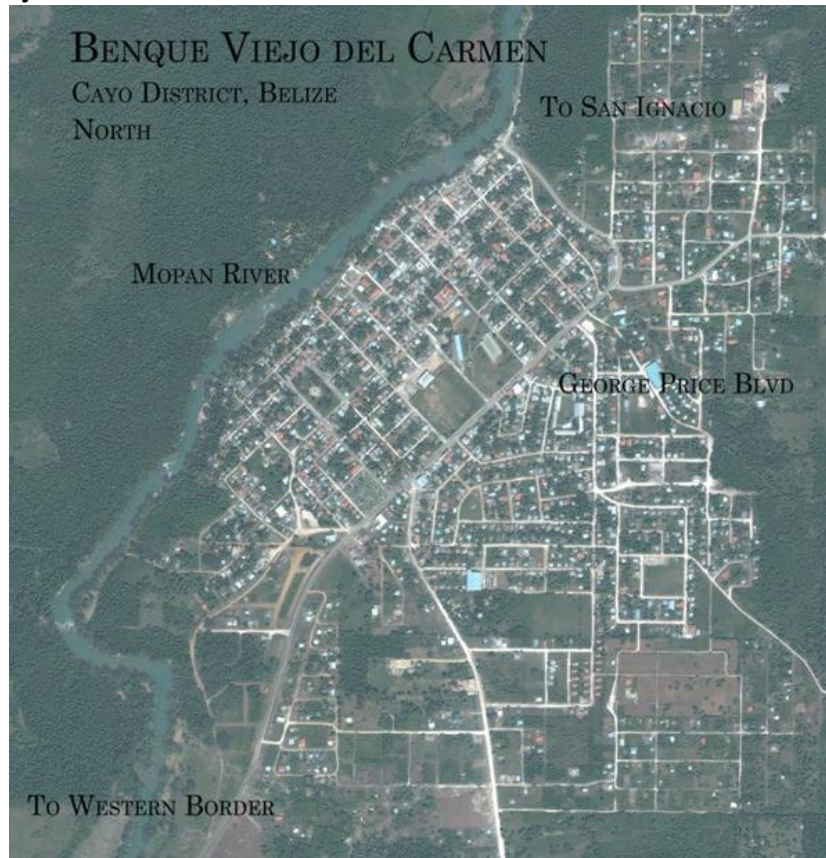 Benque Viejo del Carmen
Cayo District, Belize
North
To San Ignacio
Mopan River
George Price Blvd
To Western Border